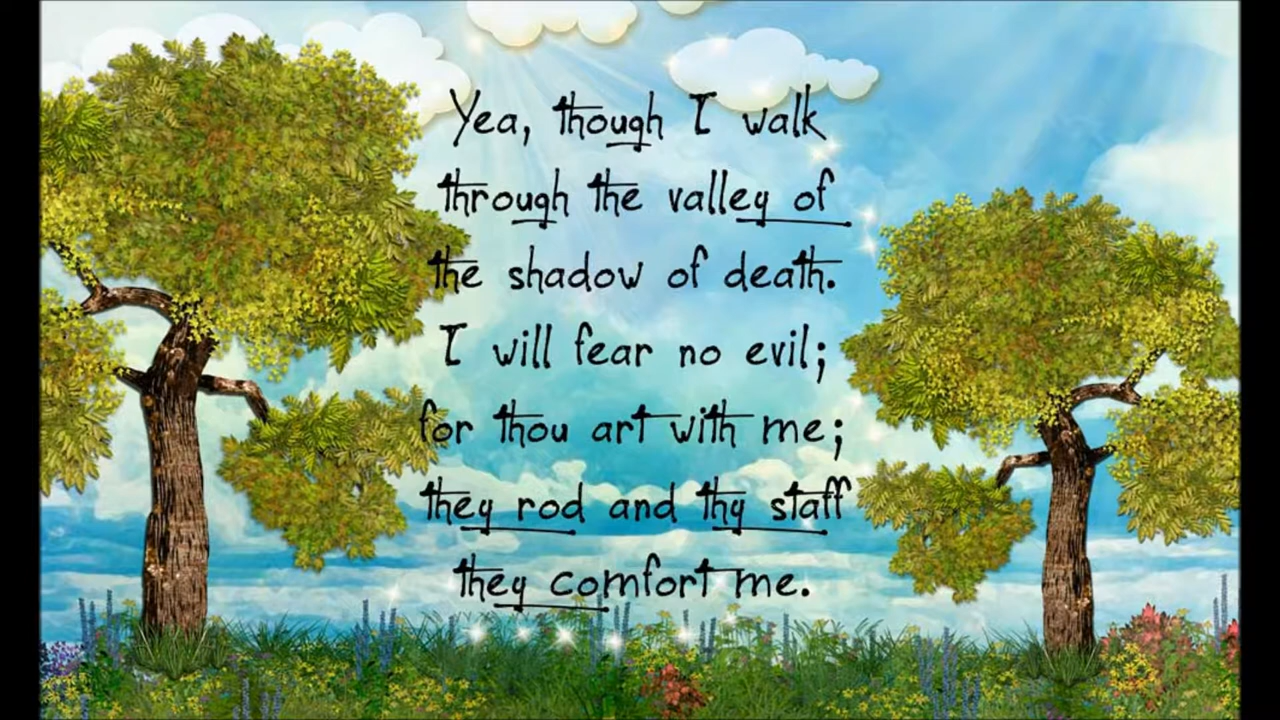 Yea, though I walk
through the valley of
the shadow of death.
I will fear no evil;
for thou art with me;
they rod and thy staff
they comfort me.